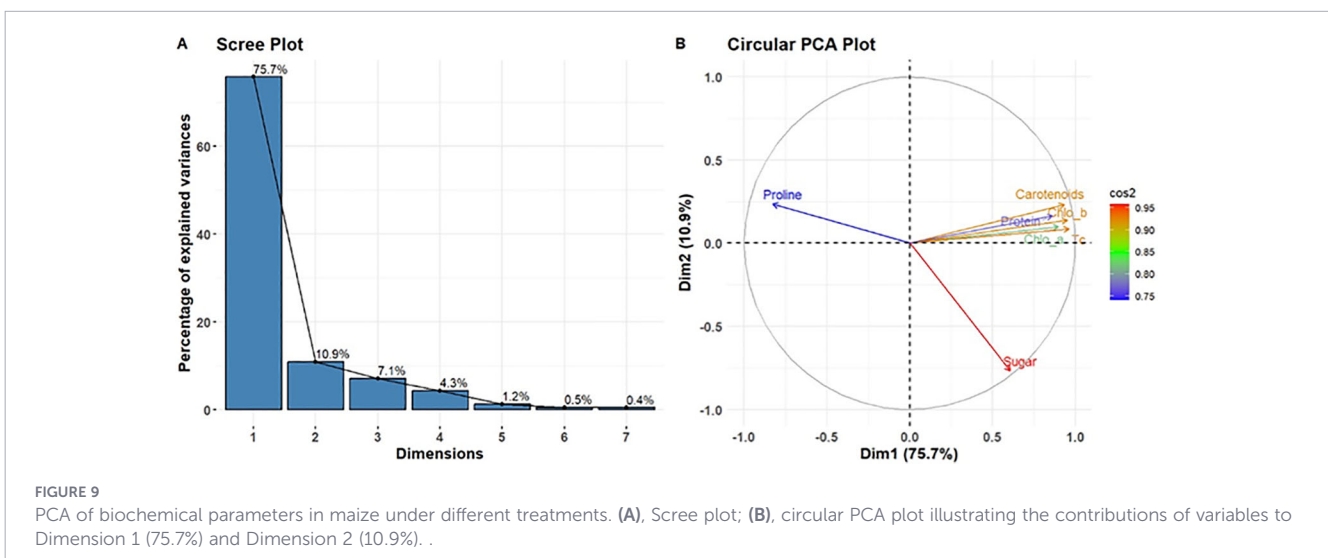 A Scree Plot
75.7%
60
40
20
0
10.9%
7.1%
4.3%
1.2%
0.5%
0.4%
1 2 3 4 5 6 7
Dimensions
Percentage of explained variances
B Circular PCA Plot
1.0
0.5
0.0
-0.5
-1.0
Proline
Carotenoids
Chlo_b
Protein
Chlo_a
Tc
Sugar
-1.0 -0.5 0.0 0.5 1.0
Dim1 (75.7%)
Dim2 (10.9%)
cos2
0.95
0.90
0.85
0.80
0.75
FIGURE 9
PCA of biochemical parameters in maize under different treatments. (A), Scree plot; (B), circular PCA plot illustrating the contributions of variables to
Dimension 1 (75.7%) and Dimension 2 (10.9%). .